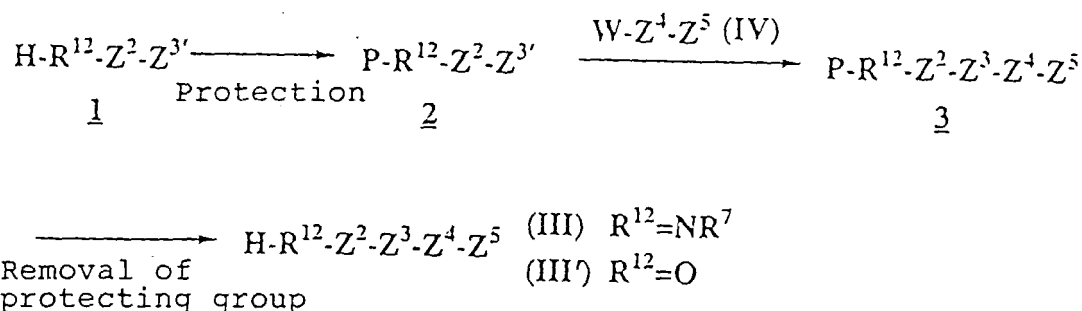 H-R¹²-Z²-Z³' P-R¹²-Z²-Z³' W-Z⁴-Z⁵ (IV) P-R¹²-Z²-Z³-Z⁴-Z⁵
Protection
1 2 3
H-R¹²-Z²-Z³-Z⁴-Z⁵ (III) R¹²=NR⁷
(III') R¹²=O
Removal of
protecting group